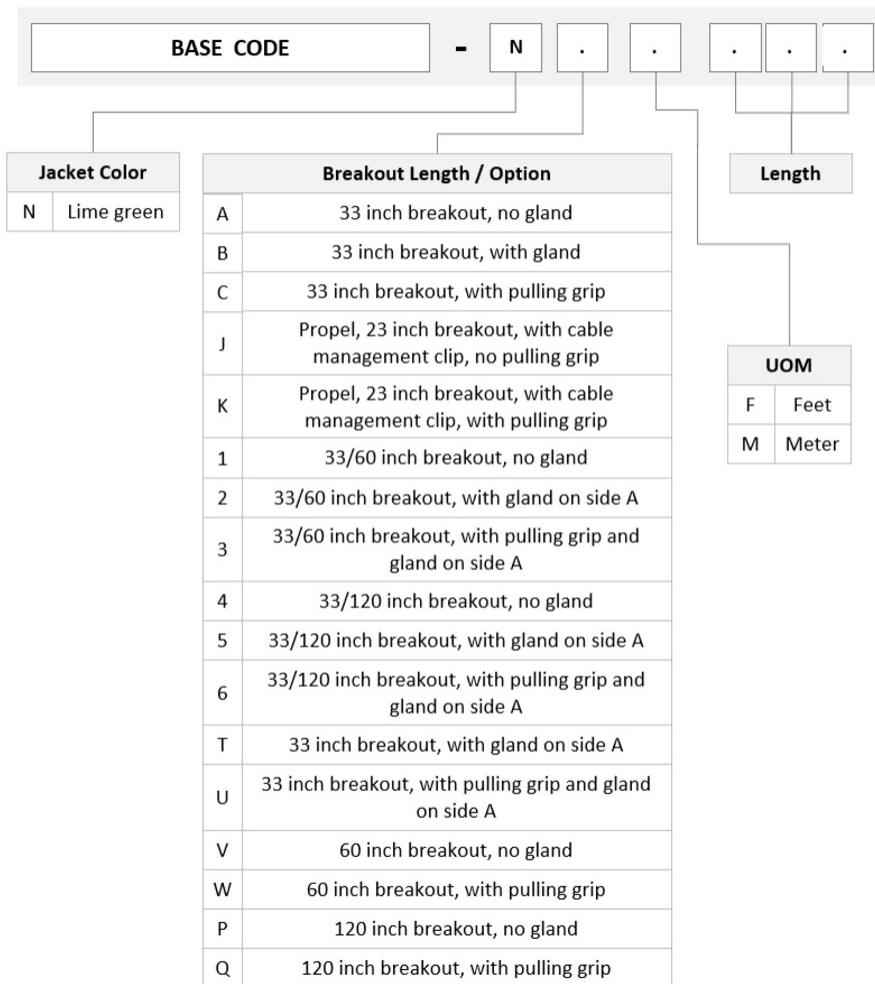 BASE CODE - N . . . . .
Jacket Color
N Lime green
Breakout Length / Option
A 33 inch breakout, no gland
B 33 inch breakout, with gland
C 33 inch breakout, with pulling grip
J Propel, 23 inch breakout, with cable
management clip, no pulling grip
K Propel, 23 inch breakout, with cable
management clip, with pulling grip
1 33/60 inch breakout, no gland
2 33/60 inch breakout, with gland on side A
3 33/60 inch breakout, with pulling grip and
gland on side A
4 33/120 inch breakout, no gland
5 33/120 inch breakout, with gland on side A
6 33/120 inch breakout, with pulling grip and
gland on side A
T 33 inch breakout, with gland on side A
U 33 inch breakout, with pulling grip and gland
on side A
V 60 inch breakout, no gland
W 60 inch breakout, with pulling grip
P 120 inch breakout, no gland
Q 120 inch breakout, with pulling grip
Length
UOM
F Feet
M Meter